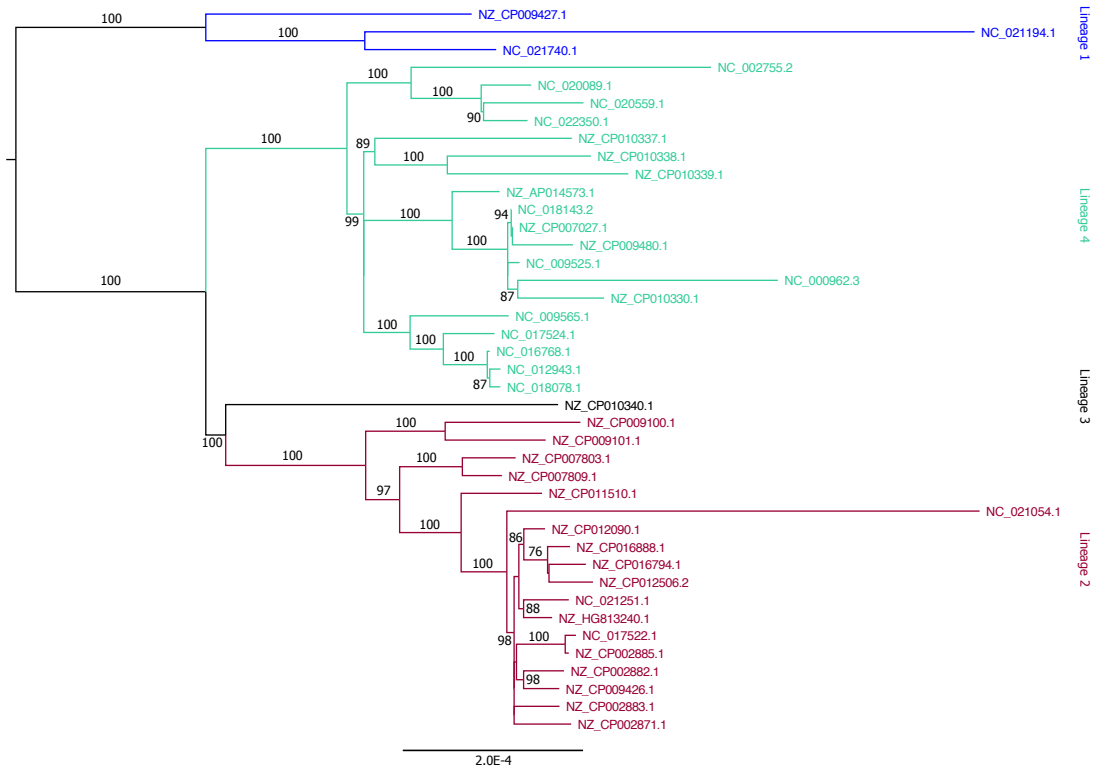 NZ_CP009427.1
100
NC_021194.1
100
NC_021740.1
Lineage 1
NC_002755.2
100
NC_020089.1
100
NC_020559.1
90
NC_022350.1
100
NZ_CP010337.1
89
NZ_CP010338.1
100
NZ_CP010339.1
NZ_AP014573.1
99
100
94
NC_018143.2
NZ_CP007027.1
100
NZ_CP009480.1
NC_009525.1
NC_000962.3
87
NZ_CP010330.1
Lineage 4
100
NC_009565.1
100
NC_017524.1
100
NC_016768.1
100
NC_012943.1
87
NC_018078.1
NZ_CP010340.1
Lineage 3
100
NZ_CP009100.1
100
NZ_CP009101.1
100
NZ_CP007803.1
100
NZ_CP007809.1
97
NZ_CP011510.1
100
NC_021054.1
NZ_CP012090.1
86
NZ_CP016888.1
76
NZ_CP016794.1
100
NZ_CP012506.2
NC_021251.1
88
NZ_HG813240.1
98
NC_017522.1
100
NZ_CP002885.1
NZ_CP002882.1
98
NZ_CP009426.1
NZ_CP002883.1
NZ_CP002871.1
Lineage 2
2.0E-4